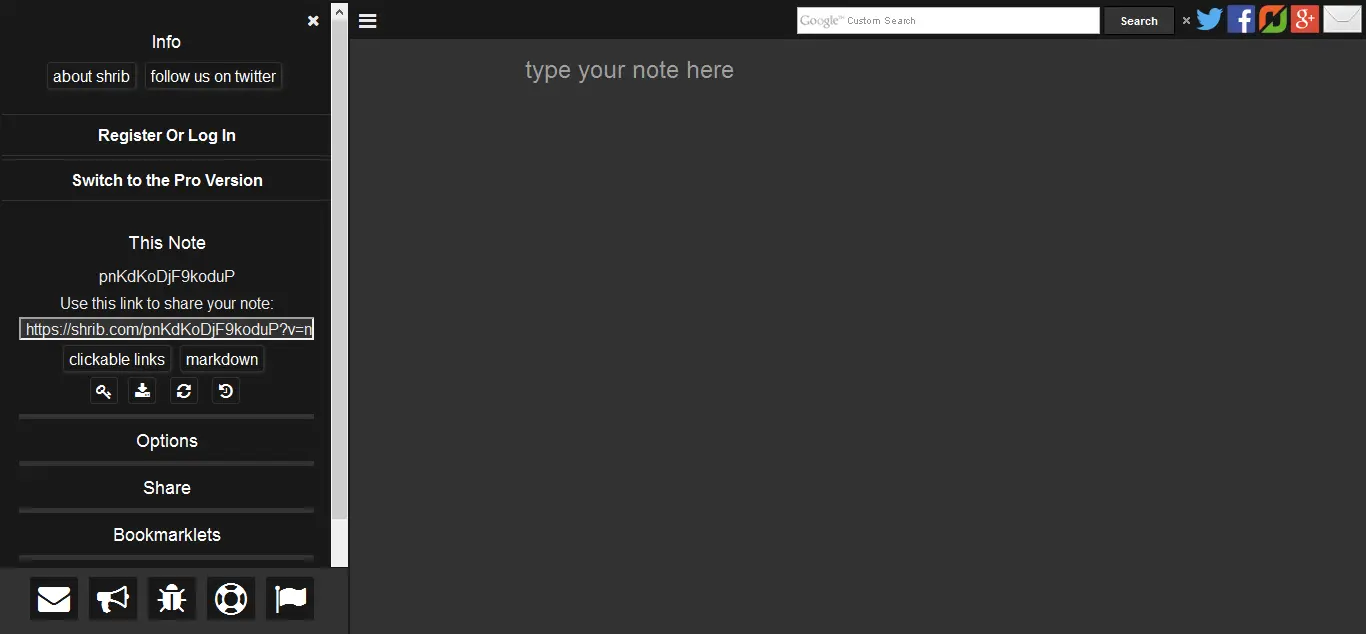 Info
about shrib follow us on twitter
Register Or Log In
Switch to the Pro Version
This Note
pnKdKoDjF9koduP
Use this link to share your note:
https://shrib.com/pnKdKoDjF9koduP?v=n
clickable links markdown
Options
Share
Bookmarklets
Google™ Custom Search Search
type your note here